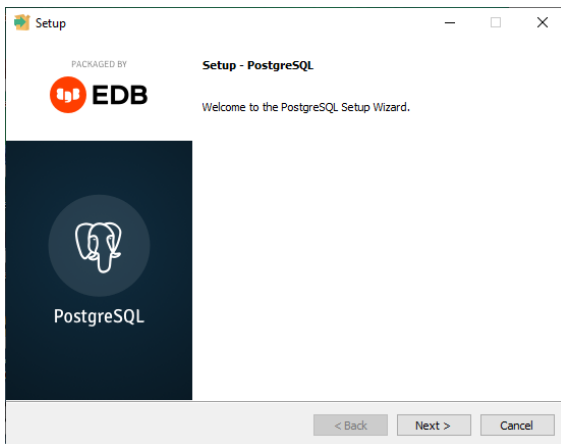 Setup
PACKAGED BY
EDB
Setup - PostgreSQL
Welcome to the PostgreSQL Setup Wizard.
PostgreSQL
< Back
Next >
Cancel